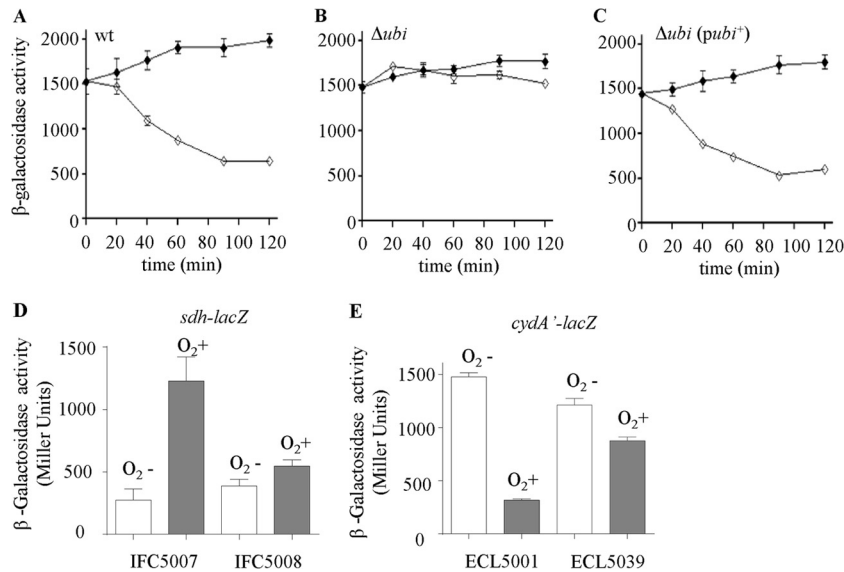 A wt
B Δubi
C Δubi (pubi+)
β-galactosidase activity
2000 1500 1000 500 0
0 20 40 60 80 100 120
time (min)
2000 1500 1000 500 0
0 20 40 60 80 100 120
time (min)
2000 1500 1000 500 0
0 20 40 60 80 100 120
time (min)
D sdh-lacZ
β -Galactosidase activity
(Miller Units)
1500 1000 500 0
O2 - O2+ O2 - O2+
IFC5007 IFC5008
E cydA'-lacZ
β -Galactosidase activity
(Miller Units)
1500 1000 500 0
O2 - O2+ O2 - O2+
ECL5001 ECL5039